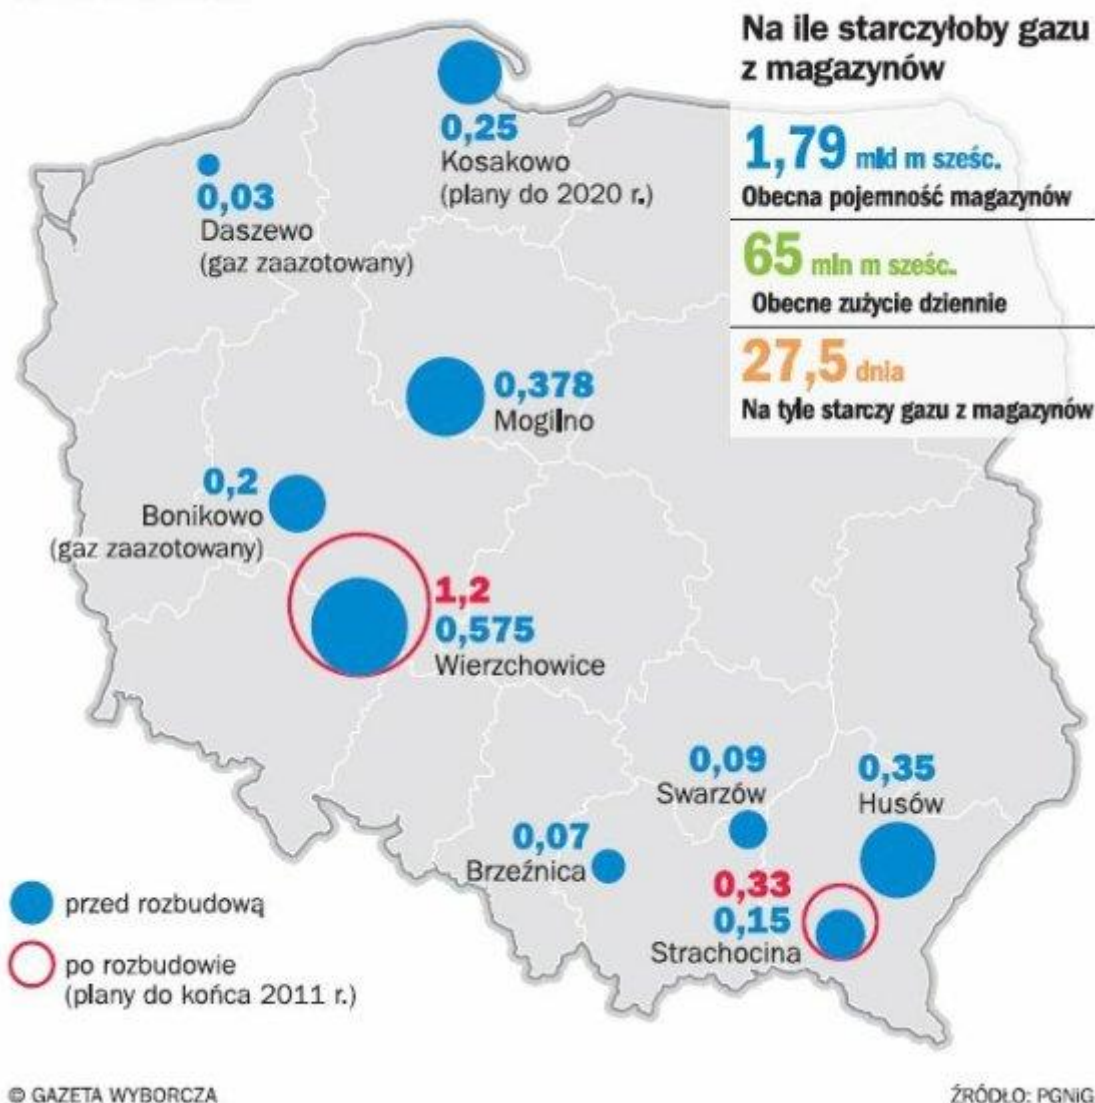 Na ile starczyłoby gazu
z magazynów
1,79 mld m sześc.
Obecna pojemność magazynów
65 mln m sześc.
Obecne zużycie dziennie
27,5 dnia
Na tyle starczy gazu z magazynów
0,25
Kosakowo
(plany do 2020 r.)
0,03
Daszewo
(gaz zaazotowany)
0,378
Mogilno
0,2
Bonikowo
(gaz zaazotowany)
1,2
0,575
Wierzchowice
0,09
Swarzów
0,35
Husów
0,07
Brzeźnica
0,33
0,15
Strachocina
przed rozbudową
po rozbudowie
(plany do końca 2011 r.)
© GAZETA WYBORCZA
ŹRÓDŁO: PGNiG